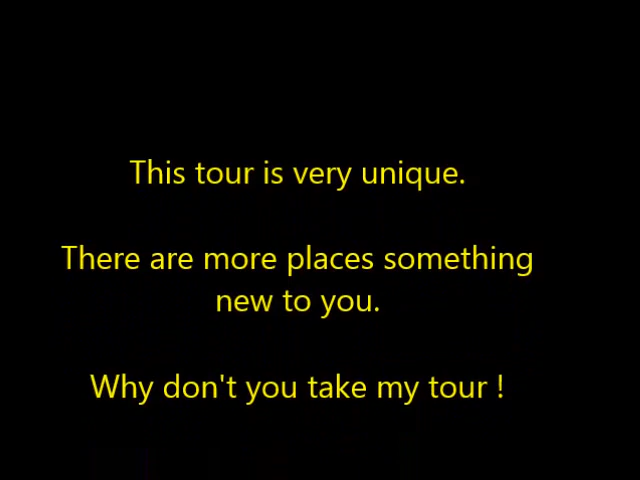 This tour is very unique.
There are more places something
new to you.
Why don't you take my tour !